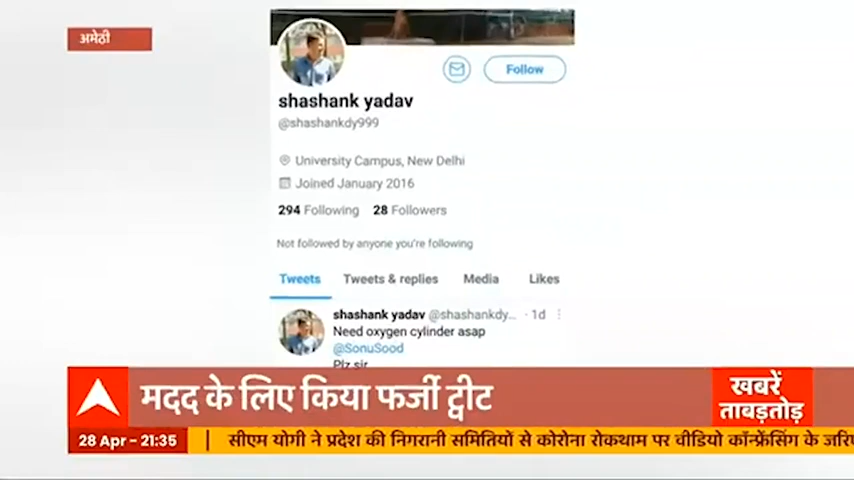 अमेठी
Follow
shashank yadav
@shashankdy999
University Campus, New Delhi
Joined January 2016
294 Following 28 Followers
Not followed by anyone you're following
Tweets Tweets & replies Media Likes
shashank yadav @shashankdy... · 1d
Need oxygen cylinder asap
@SonuSood
Plz sir
मदद के लिए किया फर्जी ट्वीट
खबरें
ताबड़तोड़
28 Apr - 21:35
सीएम योगी ने प्रदेश की निगरानी समितियों से कोरोना रोकथाम पर वीडियो कॉन्फ्रेंसिंग के जरिए